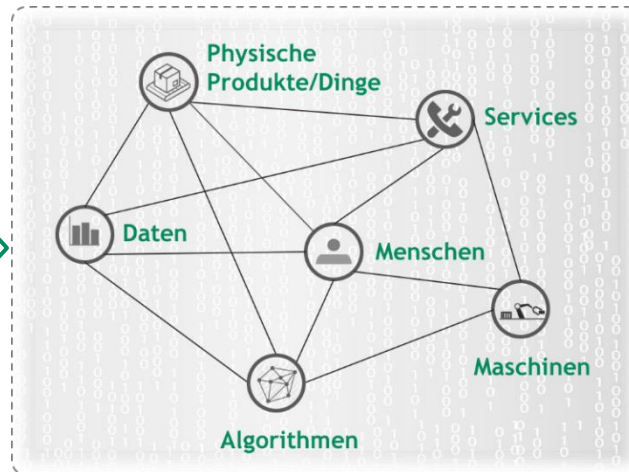 Physische
Produkte/Dinge
Services
Daten
Menschen
Maschinen
Algorithmen